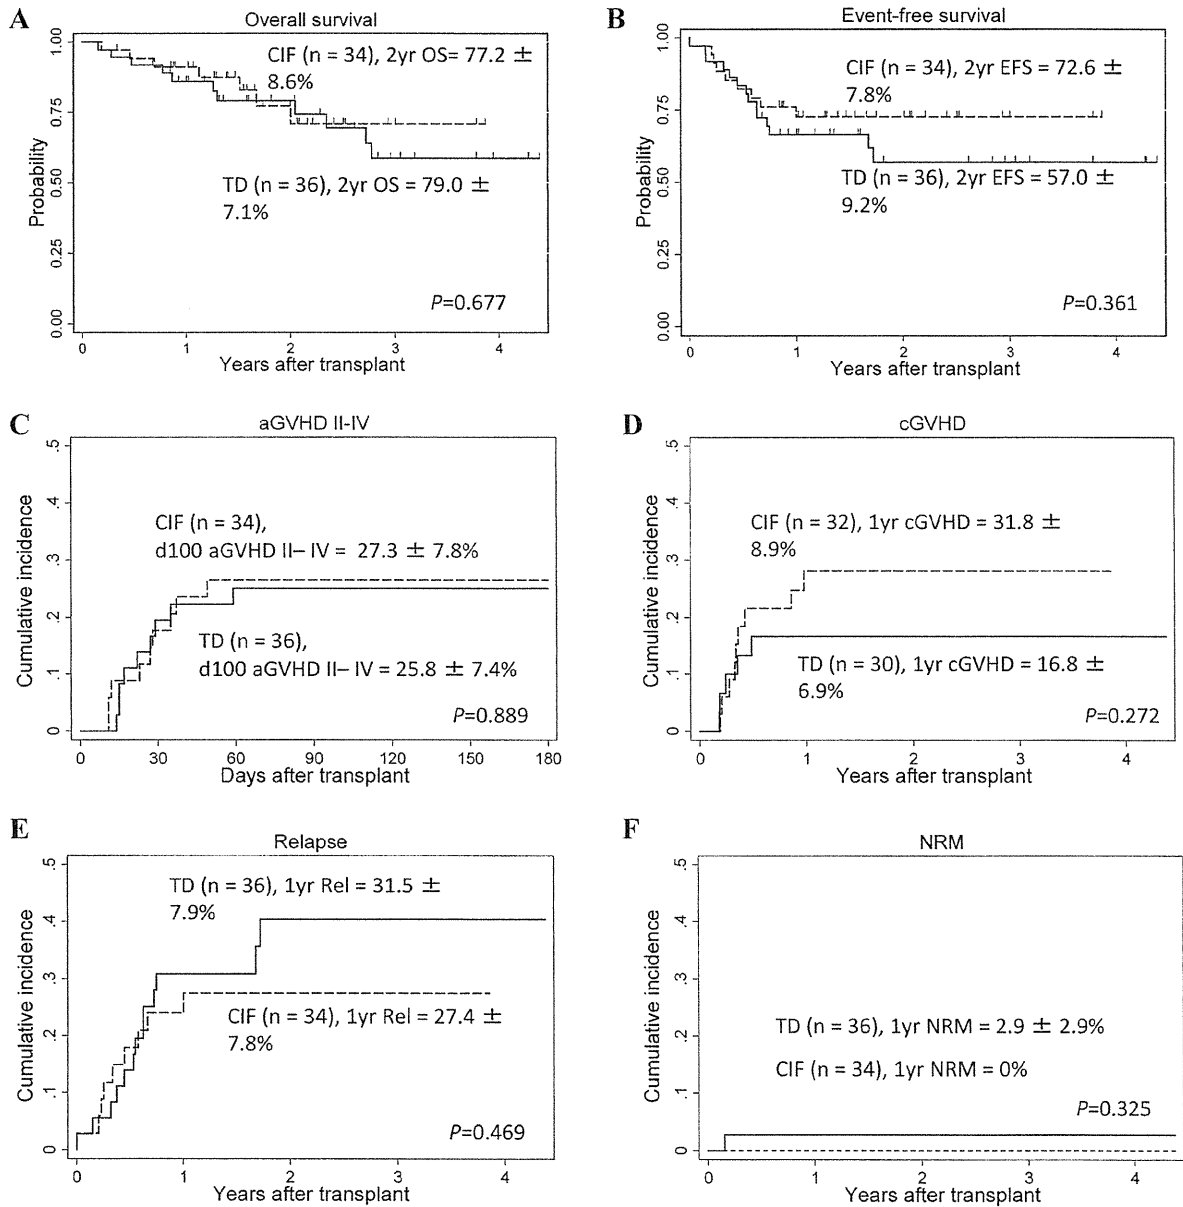 A
Overall survival
CIF (n = 34), 2yr OS= 77.2 ±
8.6%
TD (n = 36), 2yr OS = 79.0 ±
7.1%
P=0.677
Probability
0.00 0.25 0.50 0.75 1.00
0 1 2 3 4
Years after transplant
B
Event-free survival
CIF (n = 34), 2yr EFS = 72.6 ±
7.8%
TD (n = 36), 2yr EFS = 57.0 ±
9.2%
P=0.361
Probability
0.00 0.25 0.50 0.75 1.00
0 1 2 3 4
Years after transplant
C
aGVHD II-IV
CIF (n = 34),
d100 aGVHD II– IV = 27.3 ± 7.8%
TD (n = 36),
d100 aGVHD II– IV = 25.8 ± 7.4%
P=0.889
Cumulative incidence
0 .1 .2 .3 .4 .5
0 30 60 90 120 150 180
Days after transplant
D
cGVHD
CIF (n = 32), 1yr cGVHD = 31.8 ±
8.9%
TD (n = 30), 1yr cGVHD = 16.8 ±
6.9%
P=0.272
Cumulative incidence
0 .1 .2 .3 .4 .5
0 1 2 3 4
Years after transplant
E
Relapse
TD (n = 36), 1yr Rel = 31.5 ±
7.9%
CIF (n = 34), 1yr Rel = 27.4 ±
7.8%
P=0.469
Cumulative incidence
0 .1 .2 .3 .4 .5
0 1 2 3 4
Years after transplant
F
NRM
TD (n = 36), 1yr NRM = 2.9 ± 2.9%
CIF (n = 34), 1yr NRM = 0%
P=0.325
Cumulative incidence
0 .1 .2 .3 .4 .5
0 1 2 3 4
Years after transplant